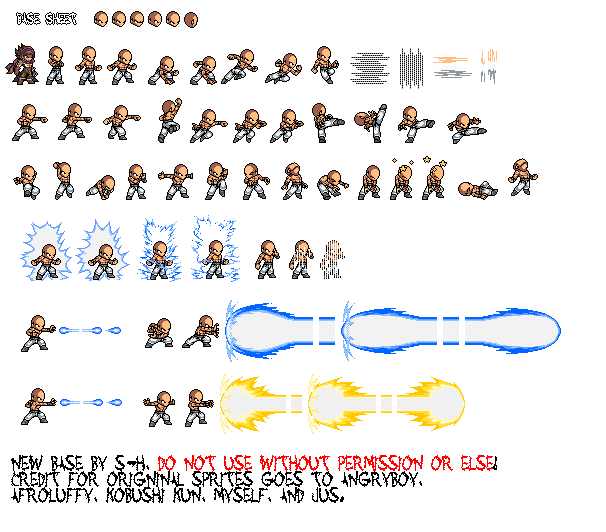 BASE SHEET
NEW BASE BY S-H. DO NOT USE WITHOUT PERMISSION OR ELSE!
CREDIT FOR ORIGNINAL SPRITES GOES TO ANGRYBOY.
AFROLUFFY. KOBUSHI KUN. MYSELF. AND JUS.